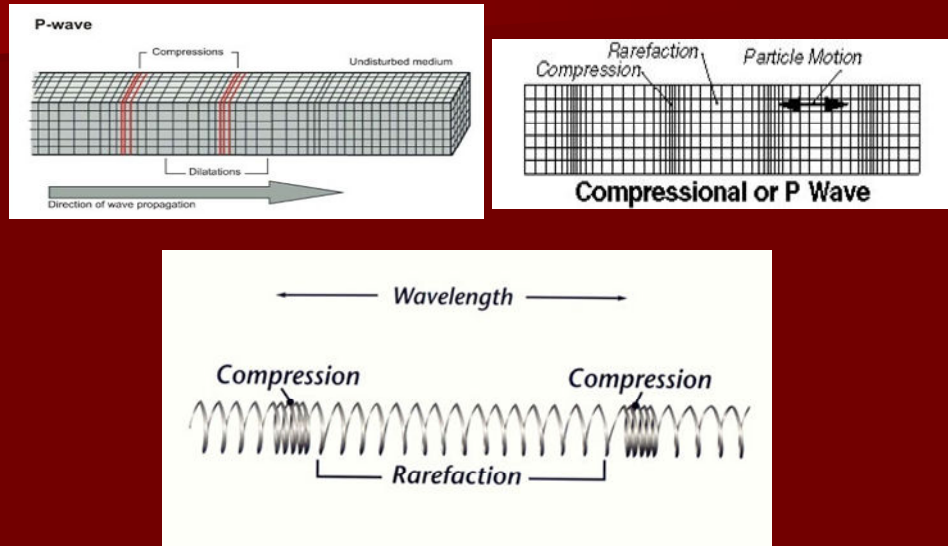 P-wave
Compressions
Undisturbed medium
Dilatations
Direction of wave propagation
Rarefaction
Compression
Particle Motion
Compressional or P Wave
Wavelength
Compression
Compression
Rarefaction